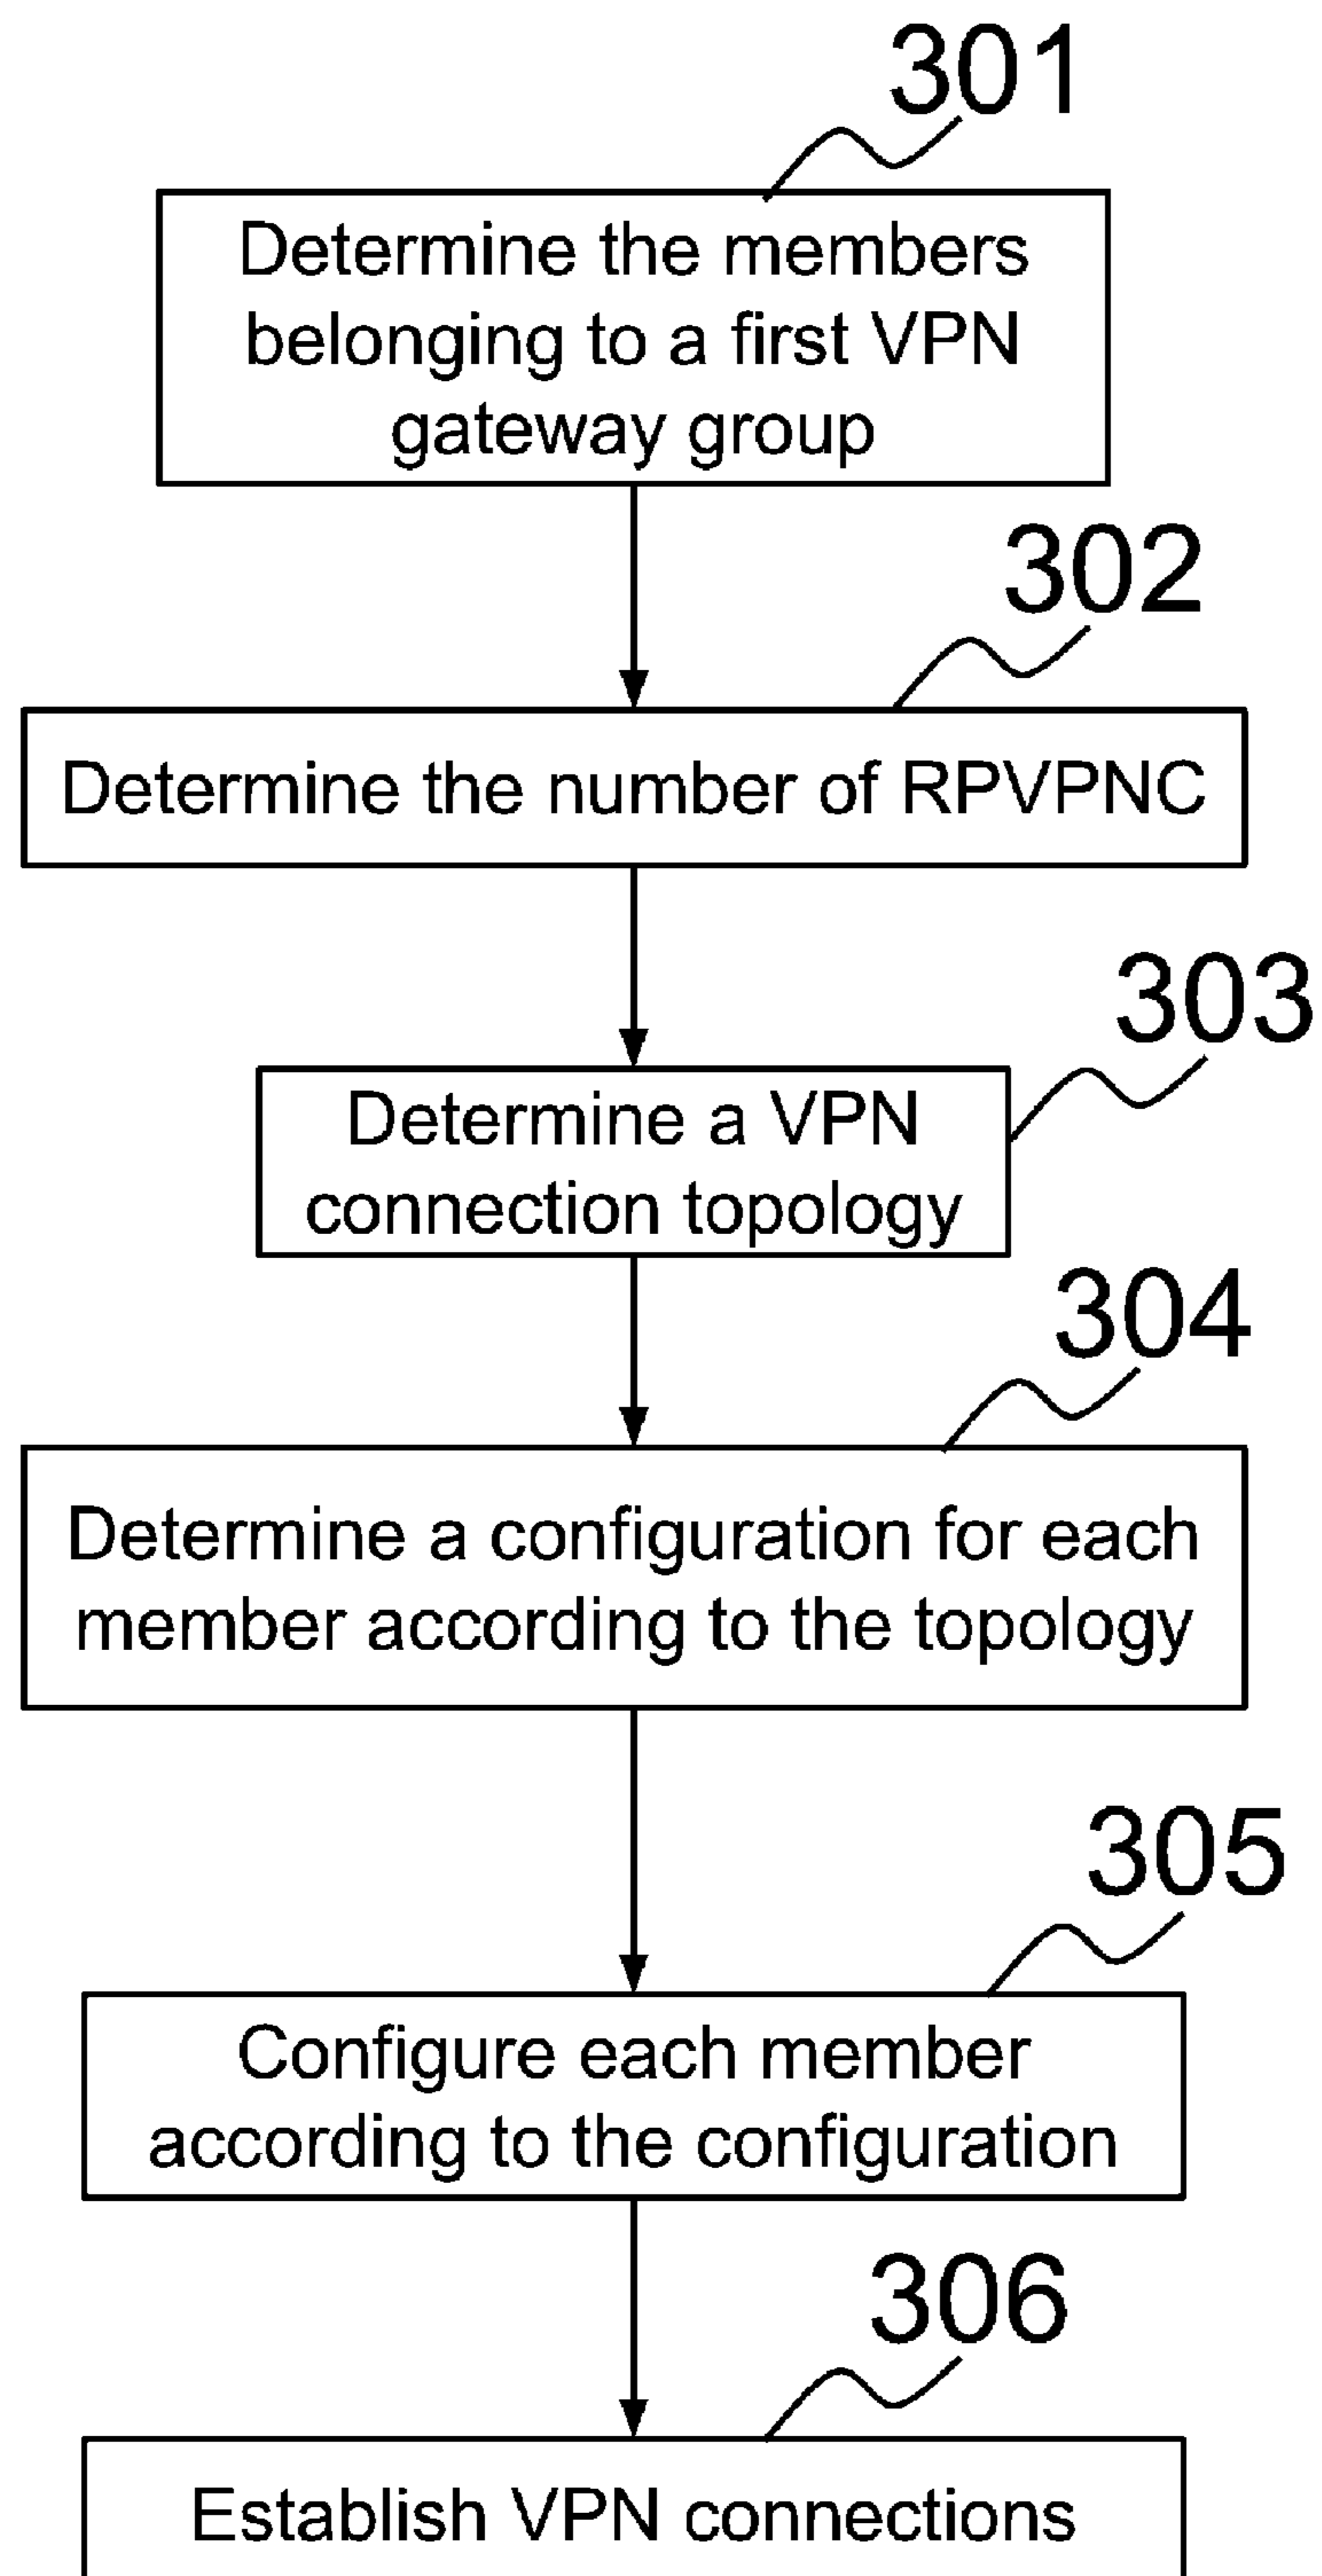 301
Determine the members
belonging to a first VPN
gateway group
302
Determine the number of RPVPNC
303
Determine a VPN
connection topology
304
Determine a configuration for each
member according to the topology
305
Configure each member
according to the configuration
306
Establish VPN connections